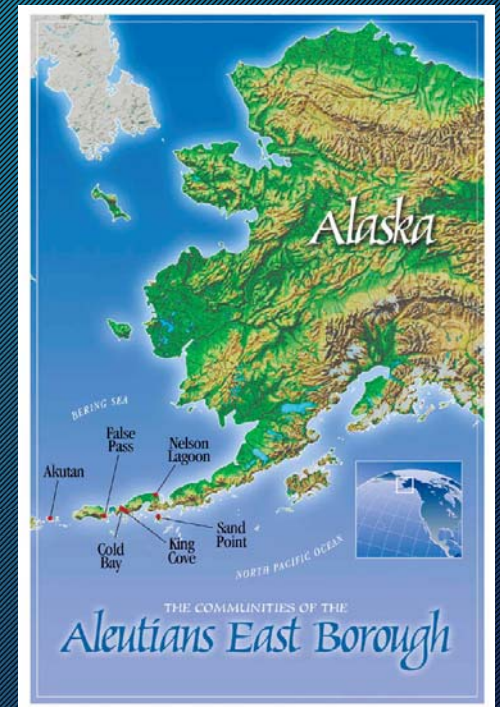 Alaska
BERING SEA
False
Pass
Nelson
Lagoon
Akutan
Cold
Bay
King
Cove
Sand
Point
NORTH PACIFIC OCEAN
THE COMMUNITIES OF THE
Aleutians East Borough